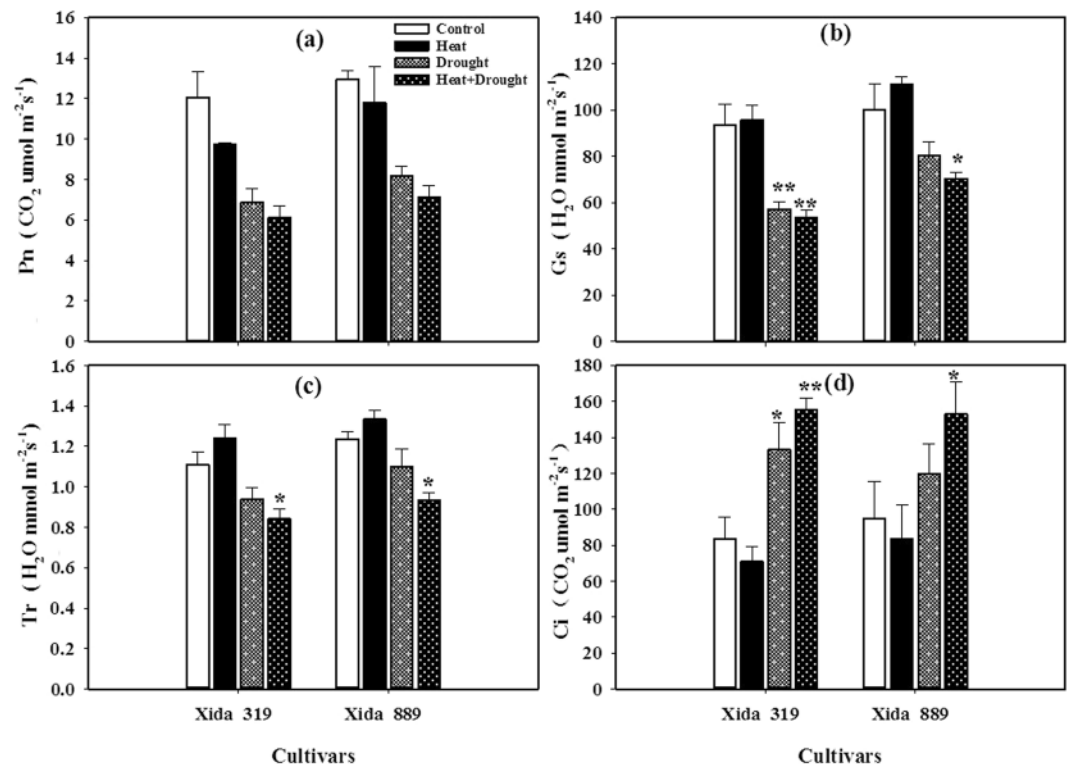 (a)
Control
Heat
Drought
Heat+Drought
16
14
12
10
8
6
4
2
0
Pn ( CO₂ umol m⁻²s⁻¹)
(b)
160
140
120
100
80
60
40
20
0
Gs ( H₂O mmol m⁻²s⁻¹)
** ** *
(c)
1.6
1.4
1.2
1.0
0.8
0.6
0.4
0.2
0.0
Tr ( H₂O mmol m⁻²s⁻¹)
* *
Xida 319 Xida 889
Cultivars
(d)
180
160
140
120
100
80
60
40
20
0
Ci ( CO₂ umol m⁻²s⁻¹)
* ** *
Xida 319 Xida 889
Cultivars